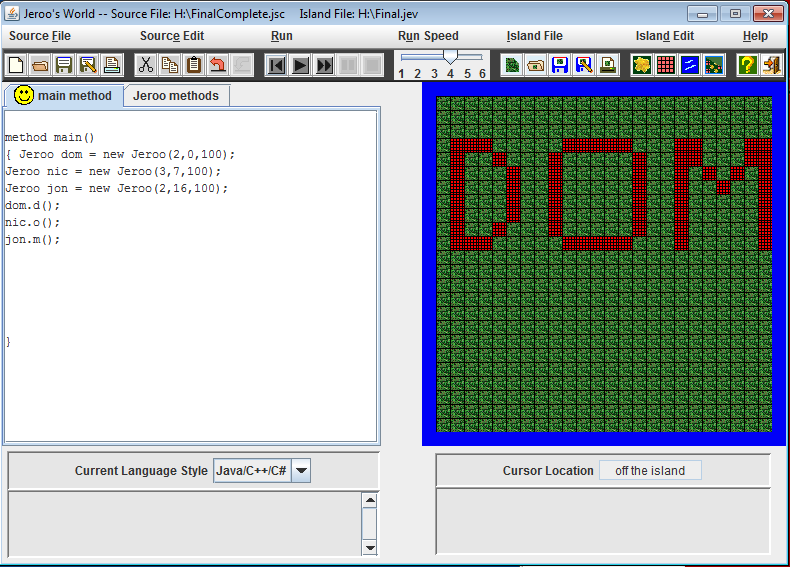 Jeroo's World -- Source File: H:\FinalComplete.jsc     Island File: H:\Final.jev
Source File Source Edit Run Run Speed Island File Island Edit Help
1 2 3 4 5 6
main method Jeroo methods
method main()
{ Jeroo dom = new Jeroo(2,0,100);
Jeroo nic = new Jeroo(3,7,100);
Jeroo jon = new Jeroo(2,16,100);
dom.d();
nic.o();
jon.m();
}
DOM
Current Language Style Java/C++/C#
Cursor Location off the island